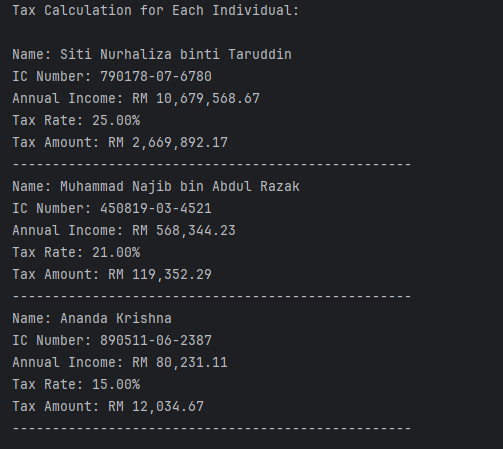 Tax Calculation for Each Individual:
Name: Siti Nurhaliza binti Taruddin
IC Number: 790178-07-6780
Annual Income: RM 10,679,568.67
Tax Rate: 25.00%
Tax Amount: RM 2,669,892.17
--------------------------------------------------
Name: Muhammad Najib bin Abdul Razak
IC Number: 450819-03-4521
Annual Income: RM 568,344.23
Tax Rate: 21.00%
Tax Amount: RM 119,352.29
--------------------------------------------------
Name: Ananda Krishna
IC Number: 890511-06-2387
Annual Income: RM 80,231.11
Tax Rate: 15.00%
Tax Amount: RM 12,034.67
--------------------------------------------------